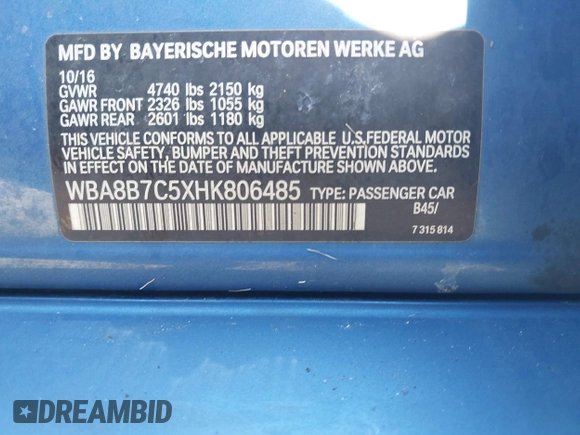 MFD BY BAYERISCHE MOTOREN WERKE AG
10/16
GVWR 4740 lbs 2150 kg
GAWR FRONT 2326 lbs 1055 kg
GAWR REAR 2601 lbs 1180 kg
THIS VEHICLE CONFORMS TO ALL APPLICABLE U.S.FEDERAL MOTOR
VEHICLE SAFETY, BUMPER AND THEFT PREVENTION STANDARDS
IN EFFECT ON THE DATE OF MANUFACTURE SHOWN ABOVE.
WBA8B7C5XHK806485 TYPE: PASSENGER CAR
B45/
7 315 814
DREAMBID